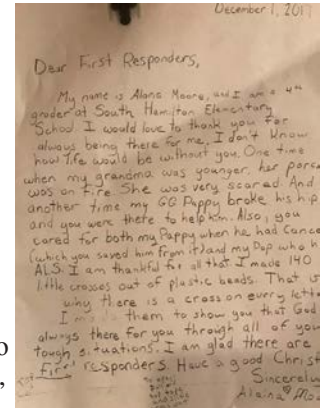 December 1, 201
Dear First Responders,
My name is Alana Moore, and I am a 4th
grader at South Hamilton Elementary
School. I would love to thank you for
always being there for me. I don't know
how life would be without you. One time
when my grandma was younger, her porch
was on fire. She was very scared. And
another time my GG Pappy broke his hip
and you were there to help him. Also, you
cared for both my Pappy when he had Cance
(which you saved him from it) and my Pop who h
ALS. I am thankful for all that I made 140
little crosses out of plastic beads. That is
why there is a cross on every lette
I made them to show you that God
always there for you through all of you
tough situations. I am glad there are
First responders. Have a good Christ
Sincerely
Alana Moo
o
,